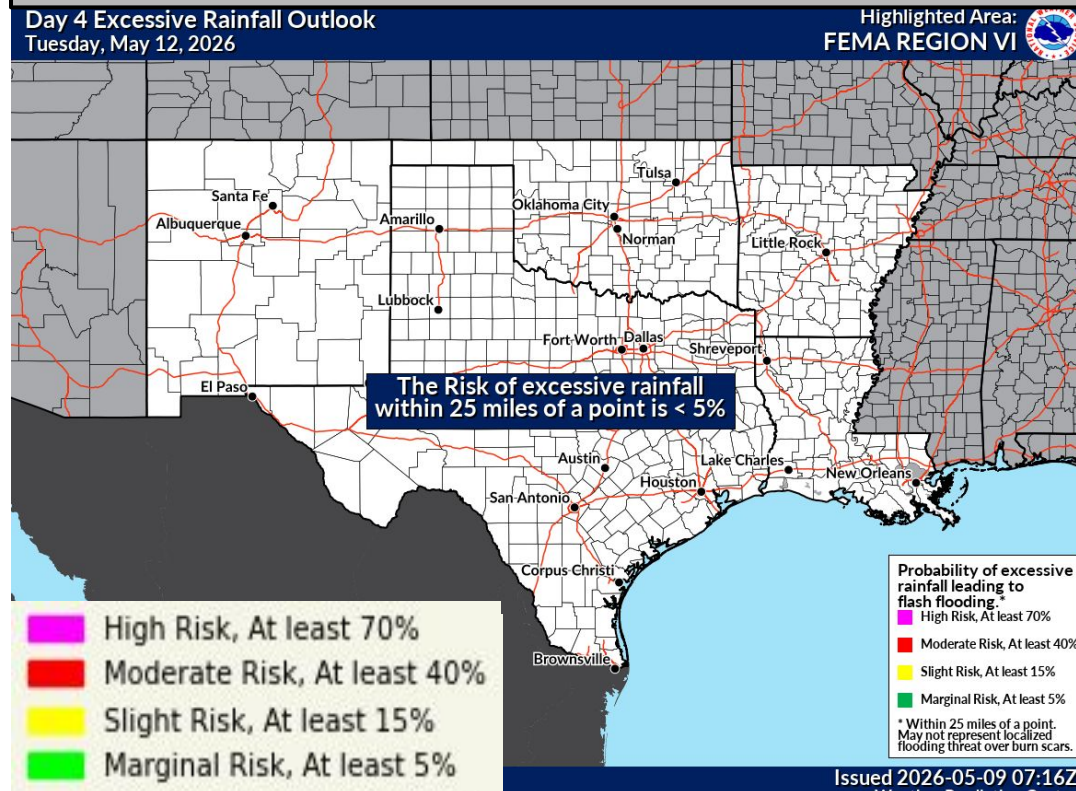 Day 4 Excessive Rainfall Outlook
Tuesday, May 12, 2026
Highlighted Area:
FEMA REGION VI
Santa Fe
Albuquerque
Amarillo
Tulsa
Oklahoma City
Norman
Little Rock
Lubbock
Fort Worth
Dallas
Shreveport
El Paso
The Risk of excessive rainfall
within 25 miles of a point is < 5%
Austin
Lake Charles
New Orleans
Houston
San Antonio
Corpus Christi
Brownsville
Probability of excessive
rainfall leading to
flash flooding.*
High Risk, At least 70%
Moderate Risk, At least 40%
Slight Risk, At least 15%
Marginal Risk, At least 5%
* Within 25 miles of a point.
May not represent localized
flooding threat over burn scars.
High Risk, At least 70%
Moderate Risk, At least 40%
Slight Risk, At least 15%
Marginal Risk, At least 5%
Issued 2026-05-09 07:16Z